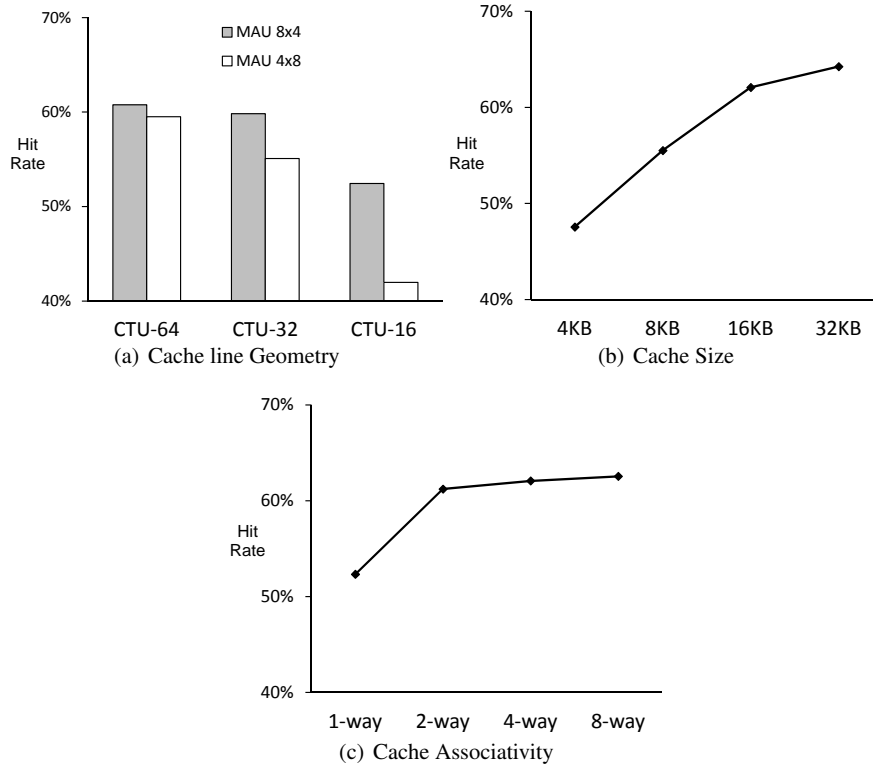 70%
60%
50%
40%
Hit
Rate
MAU 8x4
MAU 4x8
CTU-64 CTU-32 CTU-16
(a) Cache line Geometry
70%
60%
50%
40%
Hit
Rate
4KB 8KB 16KB 32KB
(b) Cache Size
70%
60%
50%
40%
Hit
Rate
1-way 2-way 4-way 8-way
(c) Cache Associativity